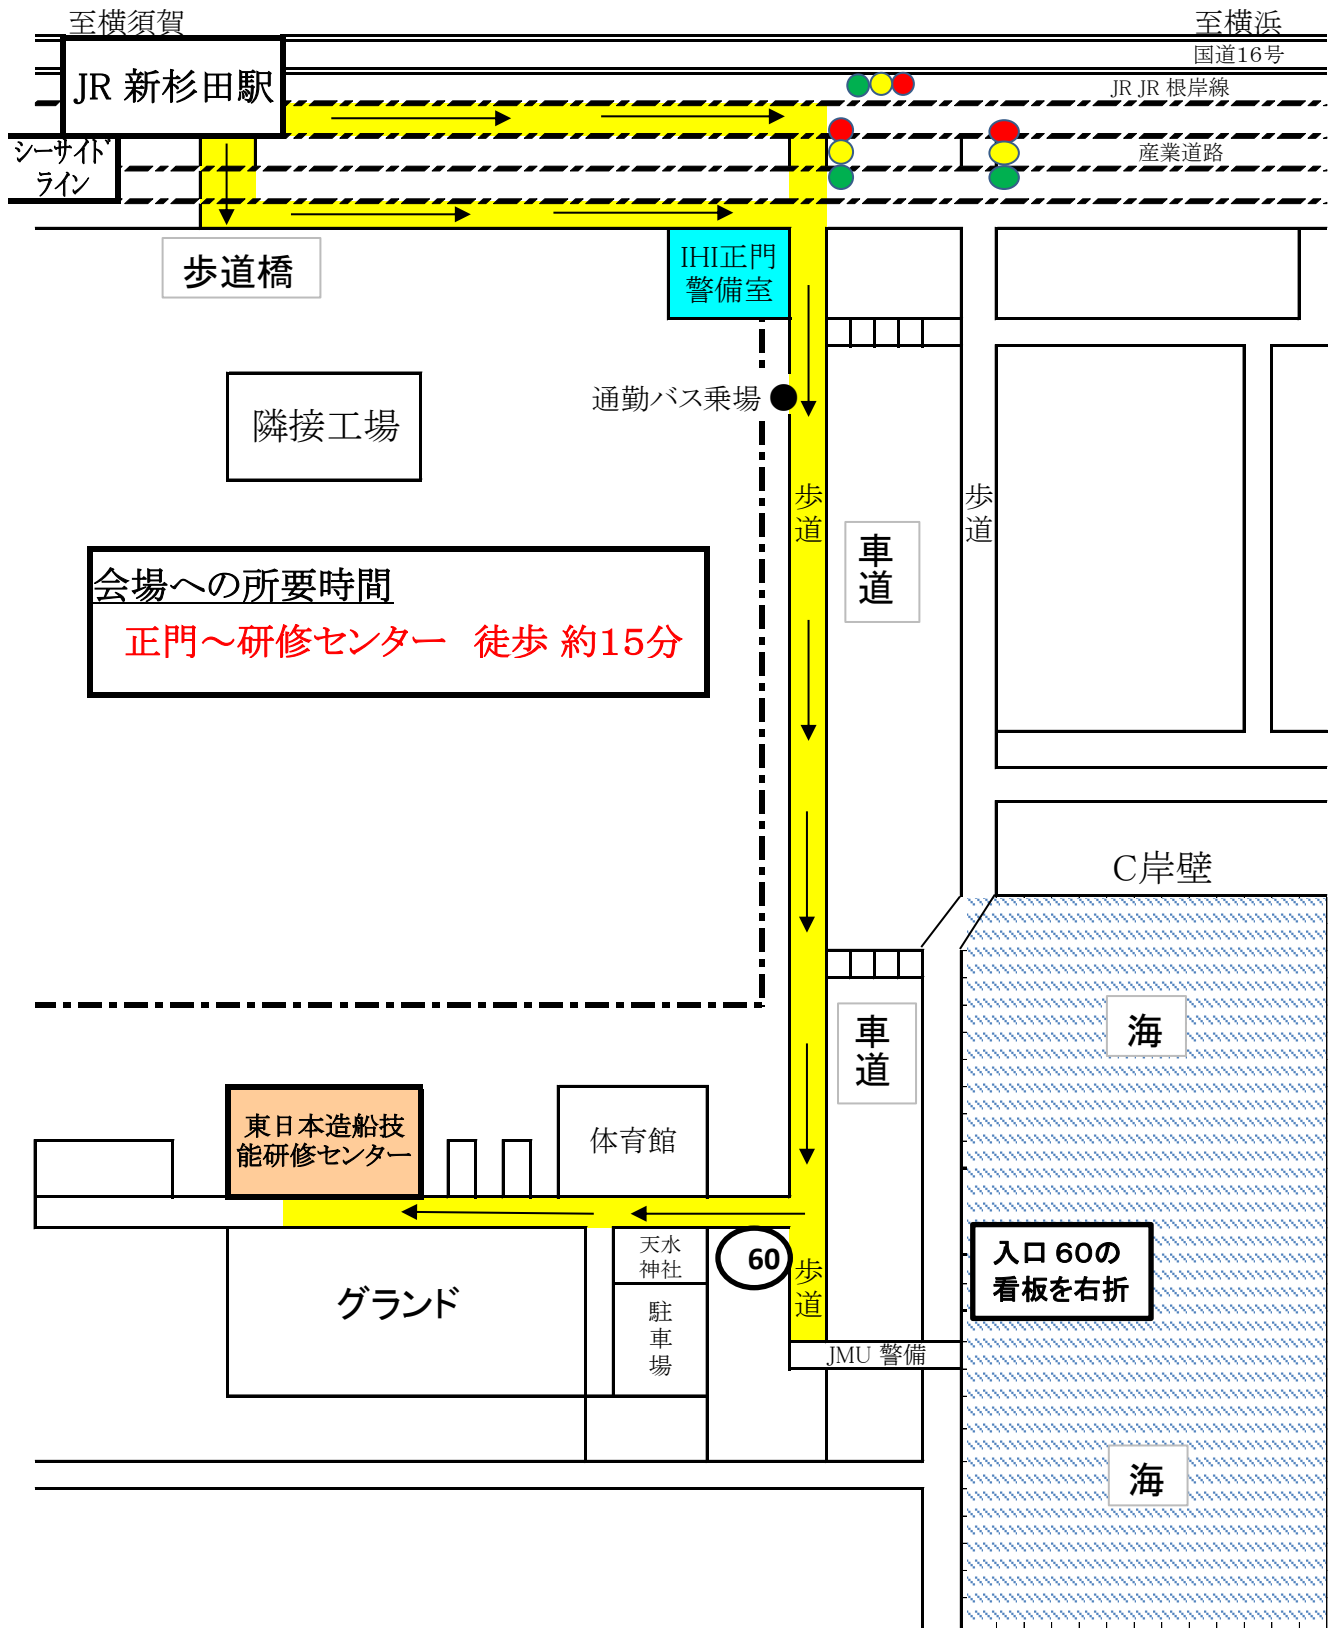 至横須賀
至横浜
国道16号
JR 新杉田駅
JR JR 根岸線
シーサイド
ライン
産業道路
歩道橋
IHI正門
警備室
通勤バス乗場
隣接工場
歩道
歩道
車道
会場への所要時間
正門～研修センター 徒歩 約15分
C岸壁
海
車道
東日本造船技
能研修センター
体育館
天水
神社
60
歩道
入口 60の
看板を右折
グランド
駐車場
JMU 警備
海